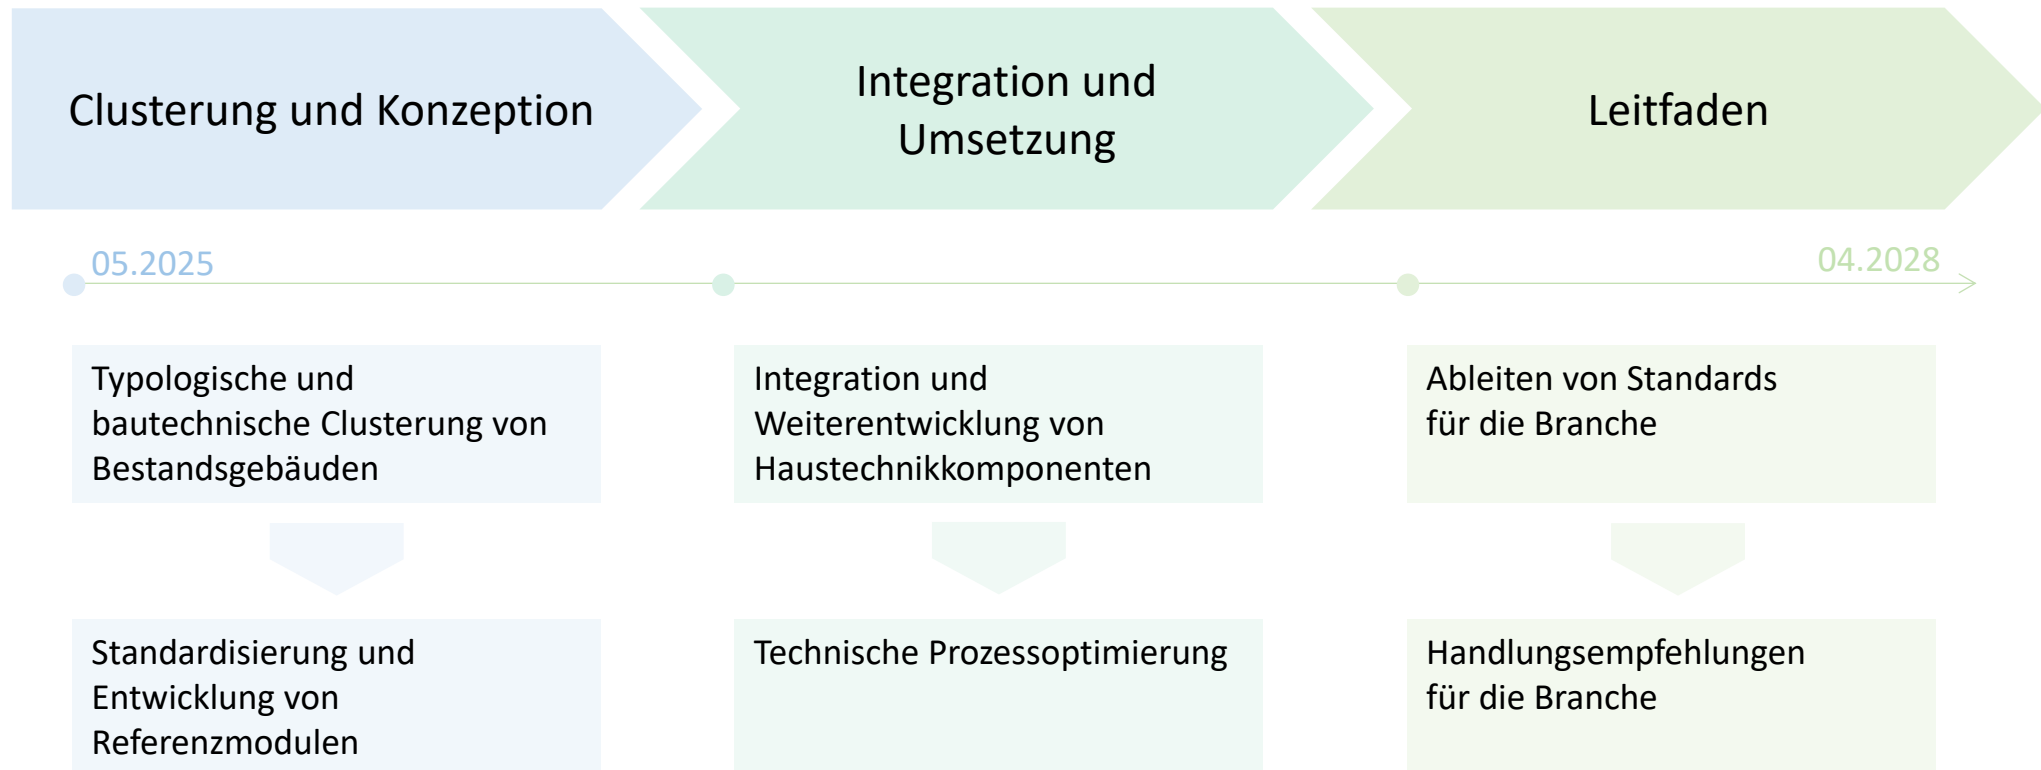 Clusterung und Konzeption
Integration und
Umsetzung
Leitfaden
05.2025
04.2028
Typologische und
bautechnische Clusterung von
Bestandsgebäuden
Integration und
Weiterentwicklung von
Haustechnikkomponenten
Ableiten von Standards
für die Branche
Standardisierung und
Entwicklung von
Referenzmodulen
Technische Prozessoptimierung
Handlungsempfehlungen
für die Branche